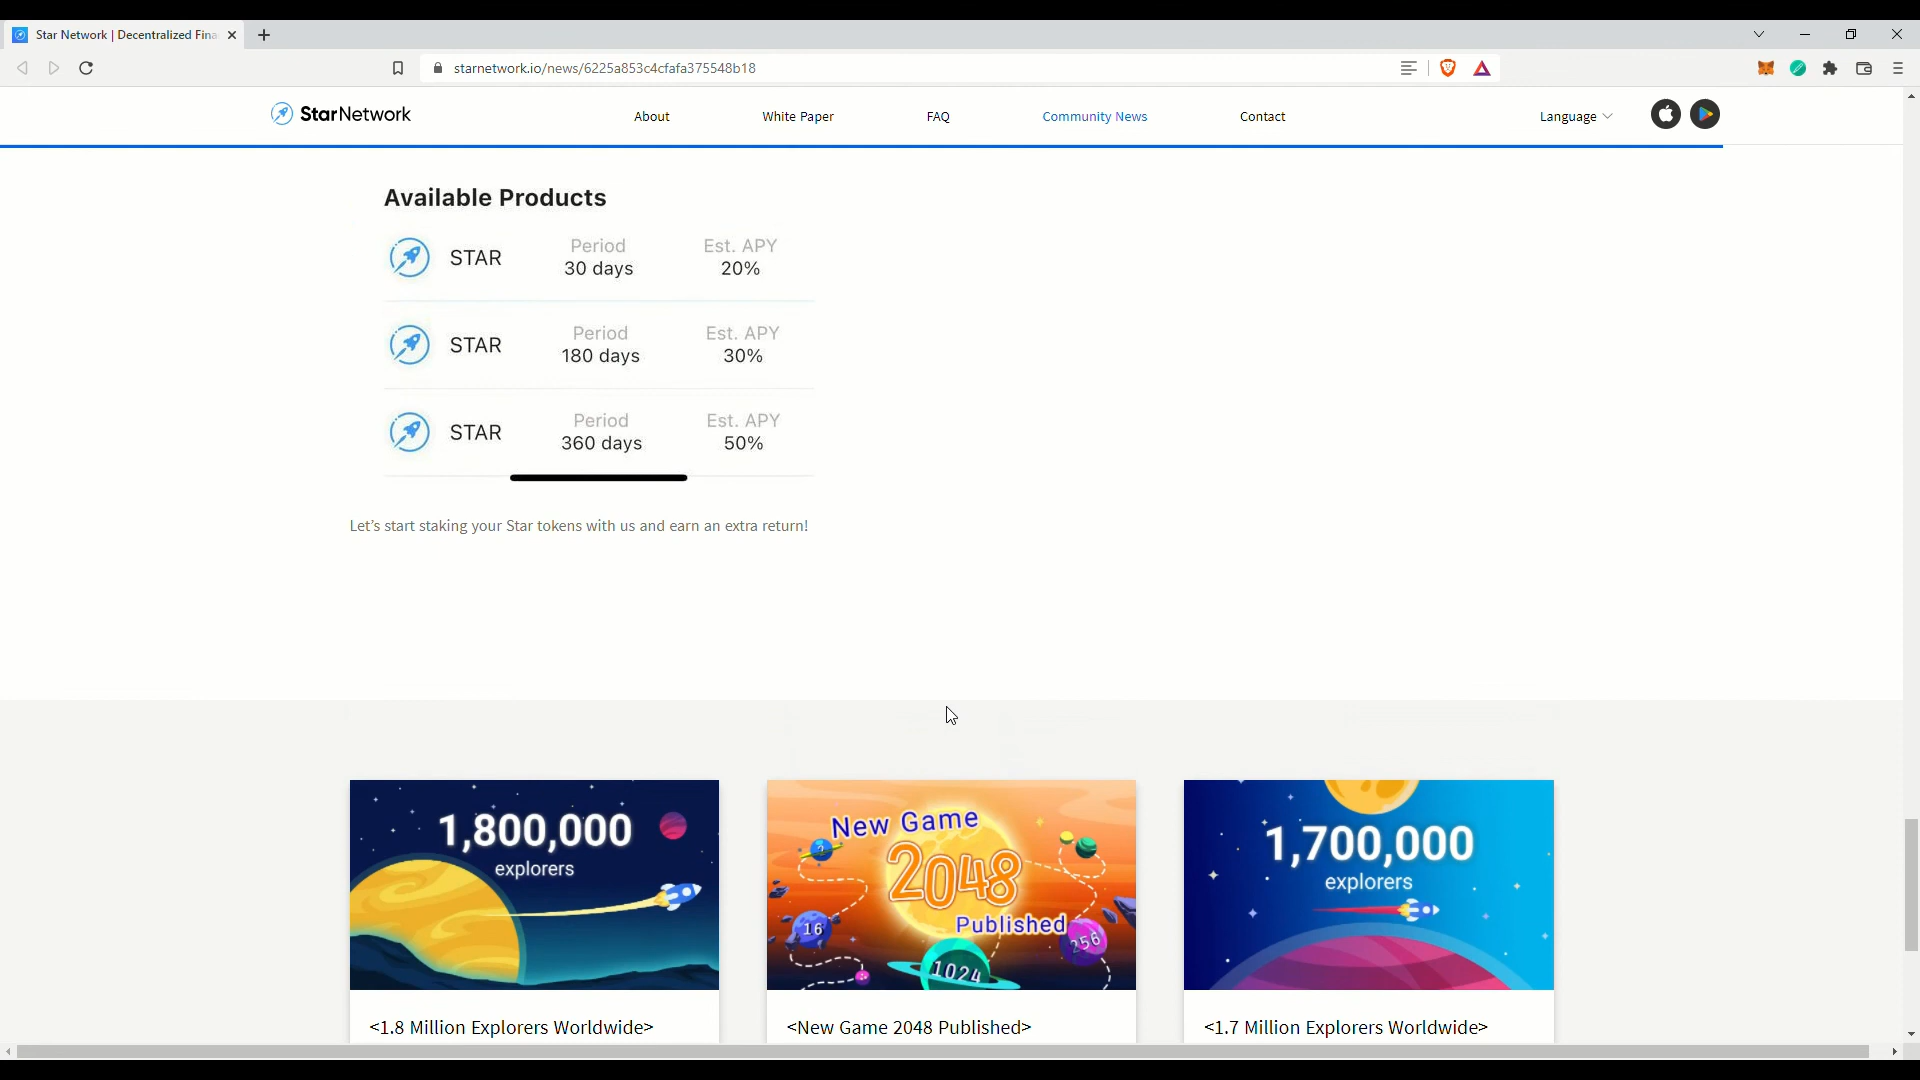 Star Network | Decentralized Fina
starnetwork.io/news/6225a853c4cfafa375548b18
StarNetwork
About
White Paper
FAQ
Community News
Contact
Language
Available Products
STAR
Period
30 days
Est. APY
20%
STAR
Period
180 days
Est. APY
30%
STAR
Period
360 days
Est. APY
50%
Let's start staking your Star tokens with us and earn an extra return!
1,800,000
explorers
<1.8 Million Explorers Worldwide>
New Game
2048
Published
16
256
1024
<New Game 2048 Published>
1,700,000
explorers
<1.7 Million Explorers Worldwide>